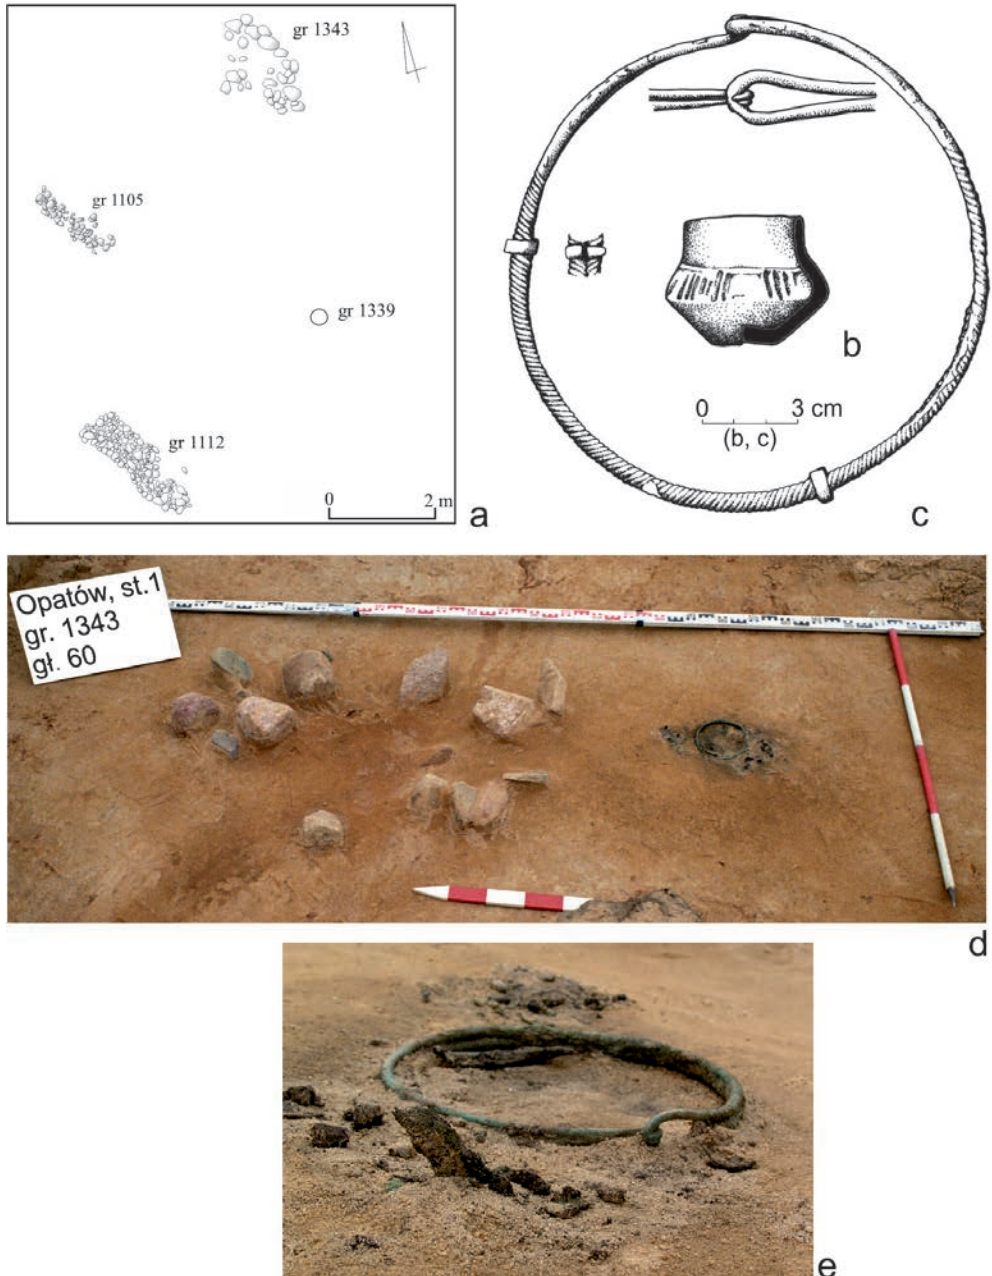 gr 1343
gr 1105
gr 1339
gr 1112
0 2 m
a
b
0 3 cm
(b, c)
c
Opatów, st.1
gr. 1343
gł. 60
d
e